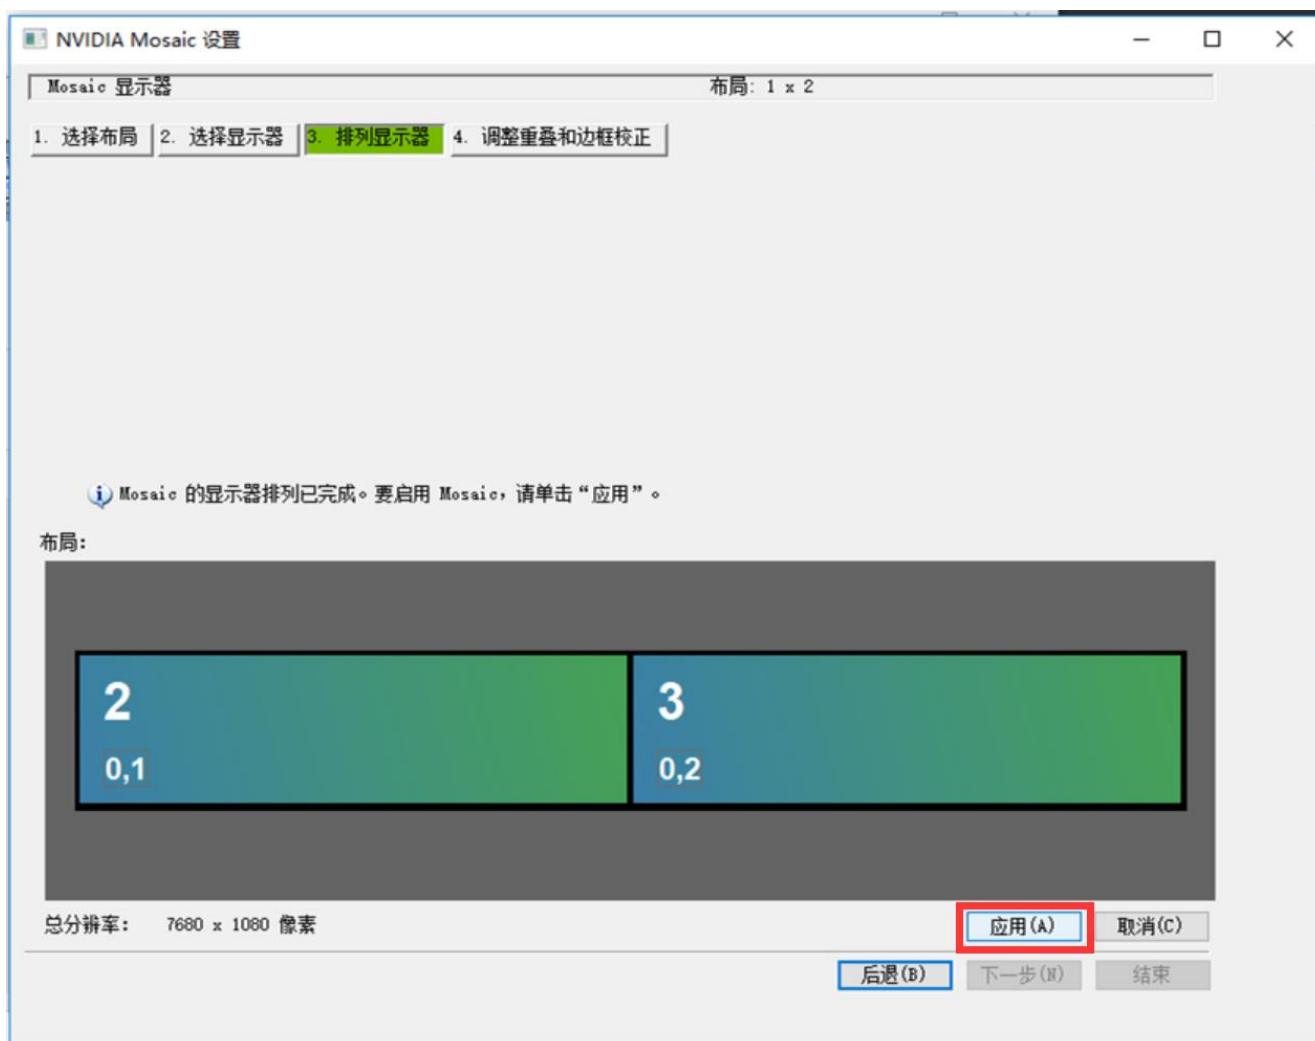 NVIDIA Mosaic 设置
Mosaic 显示器 布局: 1 x 2
1. 选择布局 2. 选择显示器 3. 排列显示器 4. 调整重叠和边框校正
Mosaic 的显示器排列已完成。要启用 Mosaic，请单击“应用”。
布局:
2 3
0,1 0,2
总分辨率: 7680 x 1080 像素 应用(A) 取消(C)
后退(B) 下一步(N) 结束